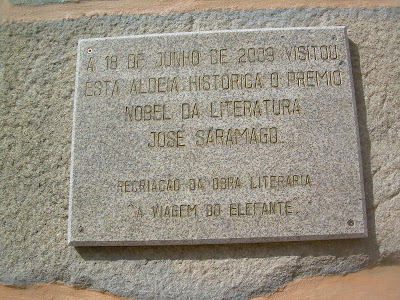 A 18 DE JUNHO DE 2009 VISITOU
ESTA ALDEIA HISTÓRICA O PRÉMIO
NOBEL DA LITERATURA
JOSÉ SARAMAGO.
RECRIAÇÃO DA OBRA LITERÁRIA
"A VIAGEM DO ELEFANTE"